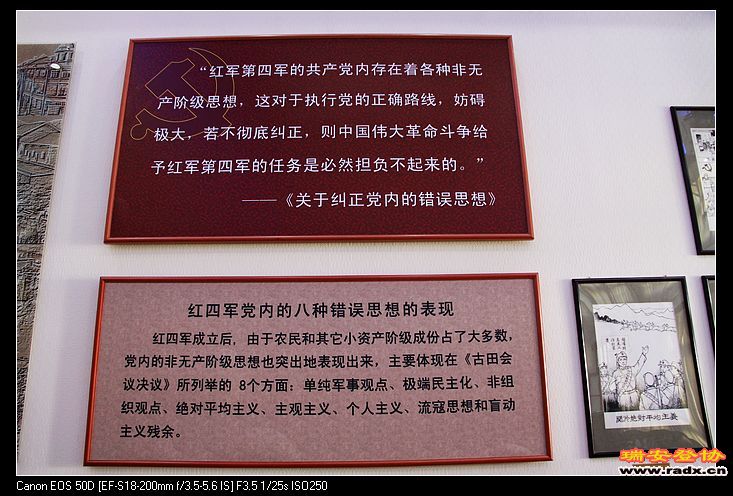 “红军第四军的共产党内存在着各种非无
产阶级思想，这对于执行党的正确路线，妨碍
极大，若不彻底纠正，则中国伟大革命斗争给
予红军第四军的任务是必然担负不起来的。”
——《关于纠正党内的错误思想》
红四军党内的八种错误思想的表现
红四军成立后，由于农民和其它小资产阶级成份占了大多数，
党内的非无产阶级思想也突出地表现出来，主要体现在《古田会
议决议》所列举的 8个方面：单纯军事观点、极端民主化、非组
织观点、绝对平均主义、主观主义、个人主义、流寇思想和盲动
主义残余。
绝对平均主义
瑞安登协
www.radx.cn
Canon EOS 50D [EF-S18-200mm f/3.5-5.6 IS] F3.5 1/25s ISO250